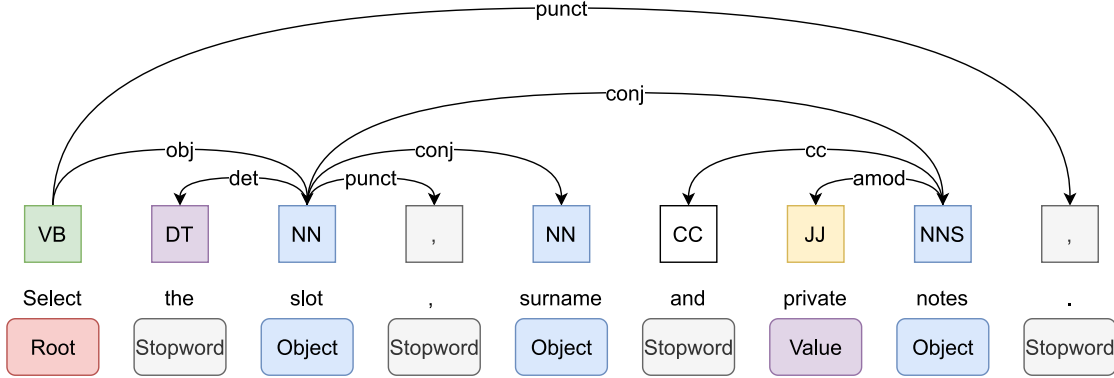 punct
conj
obj conj cc
det punct amod
VB DT NN , NN CC JJ NNS ,
Select the slot , surname and private notes .
Root Stopword Object Stopword Object Stopword Value Object Stopword